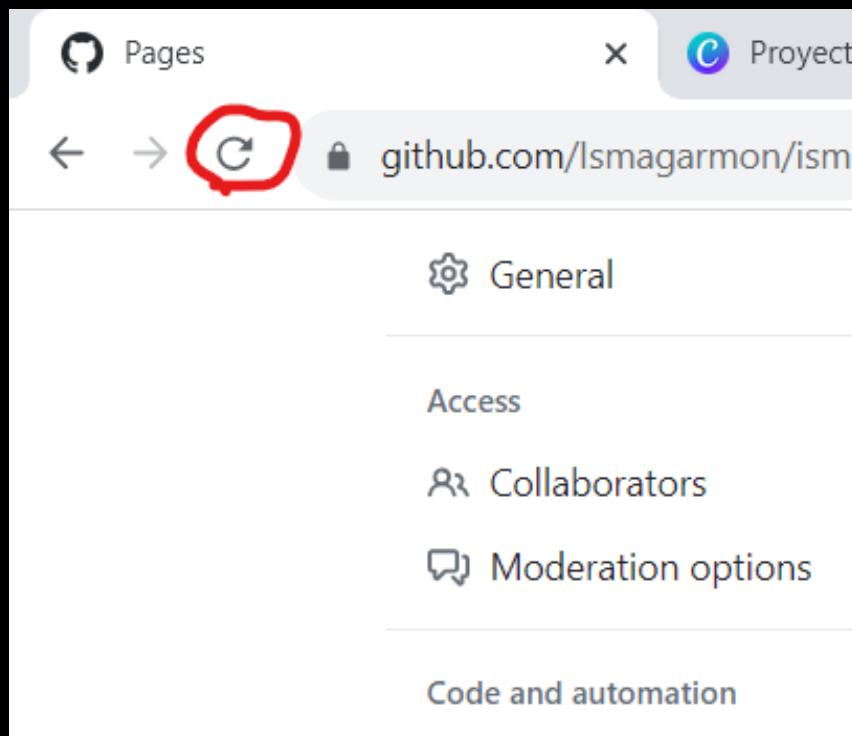 Pages
Proyect
github.com/Ismagarmon/ism
General
Access
Collaborators
Moderation options
Code and automation